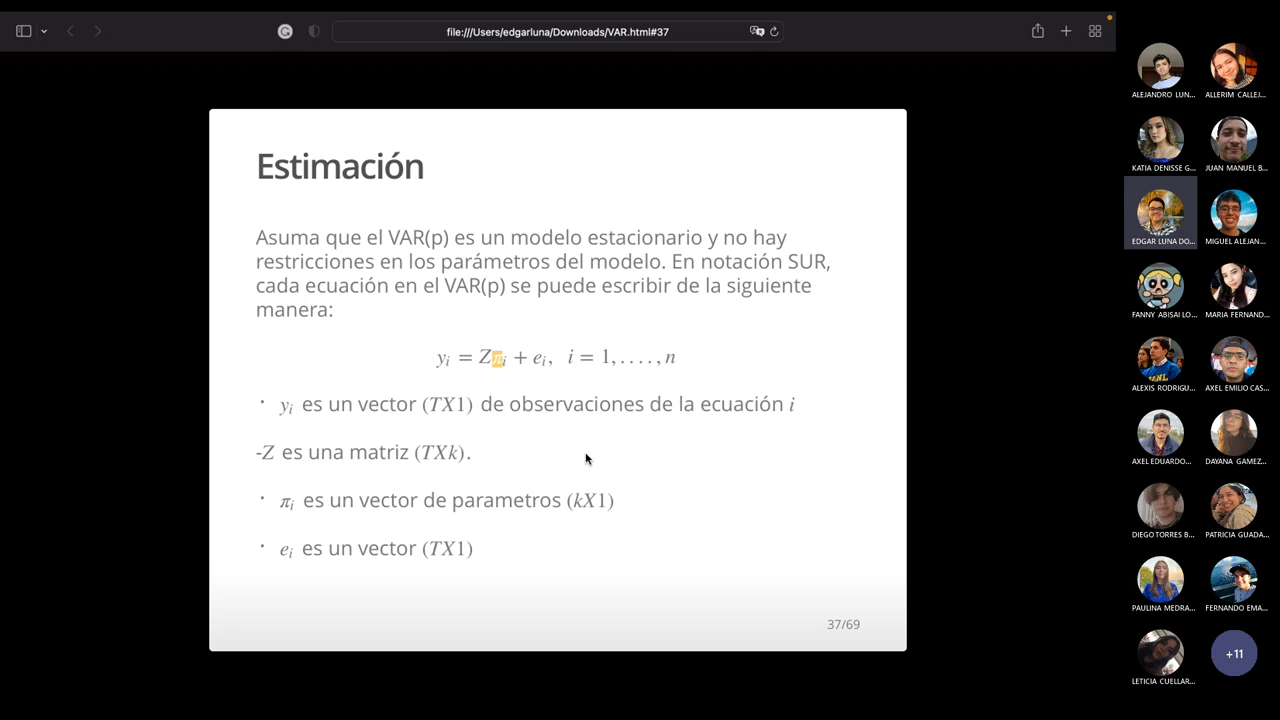 file:///Users/edgarluna/Downloads/VAR.html#37
Estimación
Asuma que el VAR(p) es un modelo estacionario y no hay
restricciones en los parámetros del modelo. En notación SUR,
cada ecuación en el VAR(p) se puede escribir de la siguiente
manera:
yᵢ = Zπᵢ + eᵢ, i = 1, . . . . , n
· yᵢ es un vector (TX1) de observaciones de la ecuación i
-Z es una matriz (TXk).
· πᵢ es un vector de parametros (kX1)
· eᵢ es un vector (TX1)
37/69
ALEJANDRO LUN...
ALLERIM CALLEJ...
KATIA DENISSE G...
JUAN MANUEL B...
EDGAR LUNA DO...
MIGUEL ALEJAN...
FANNY ABISAI LO...
MARIA FERNAND...
ALEXIS RODRIGU...
AXEL EMILIO CAS...
AXEL EDUARDO...
DAYANA GAMEZ...
DIEGO TORRES B...
PATRICIA GUADA...
PAULINA MEDRA...
FERNANDO EMA...
LETICIA CUELLAR...
+11